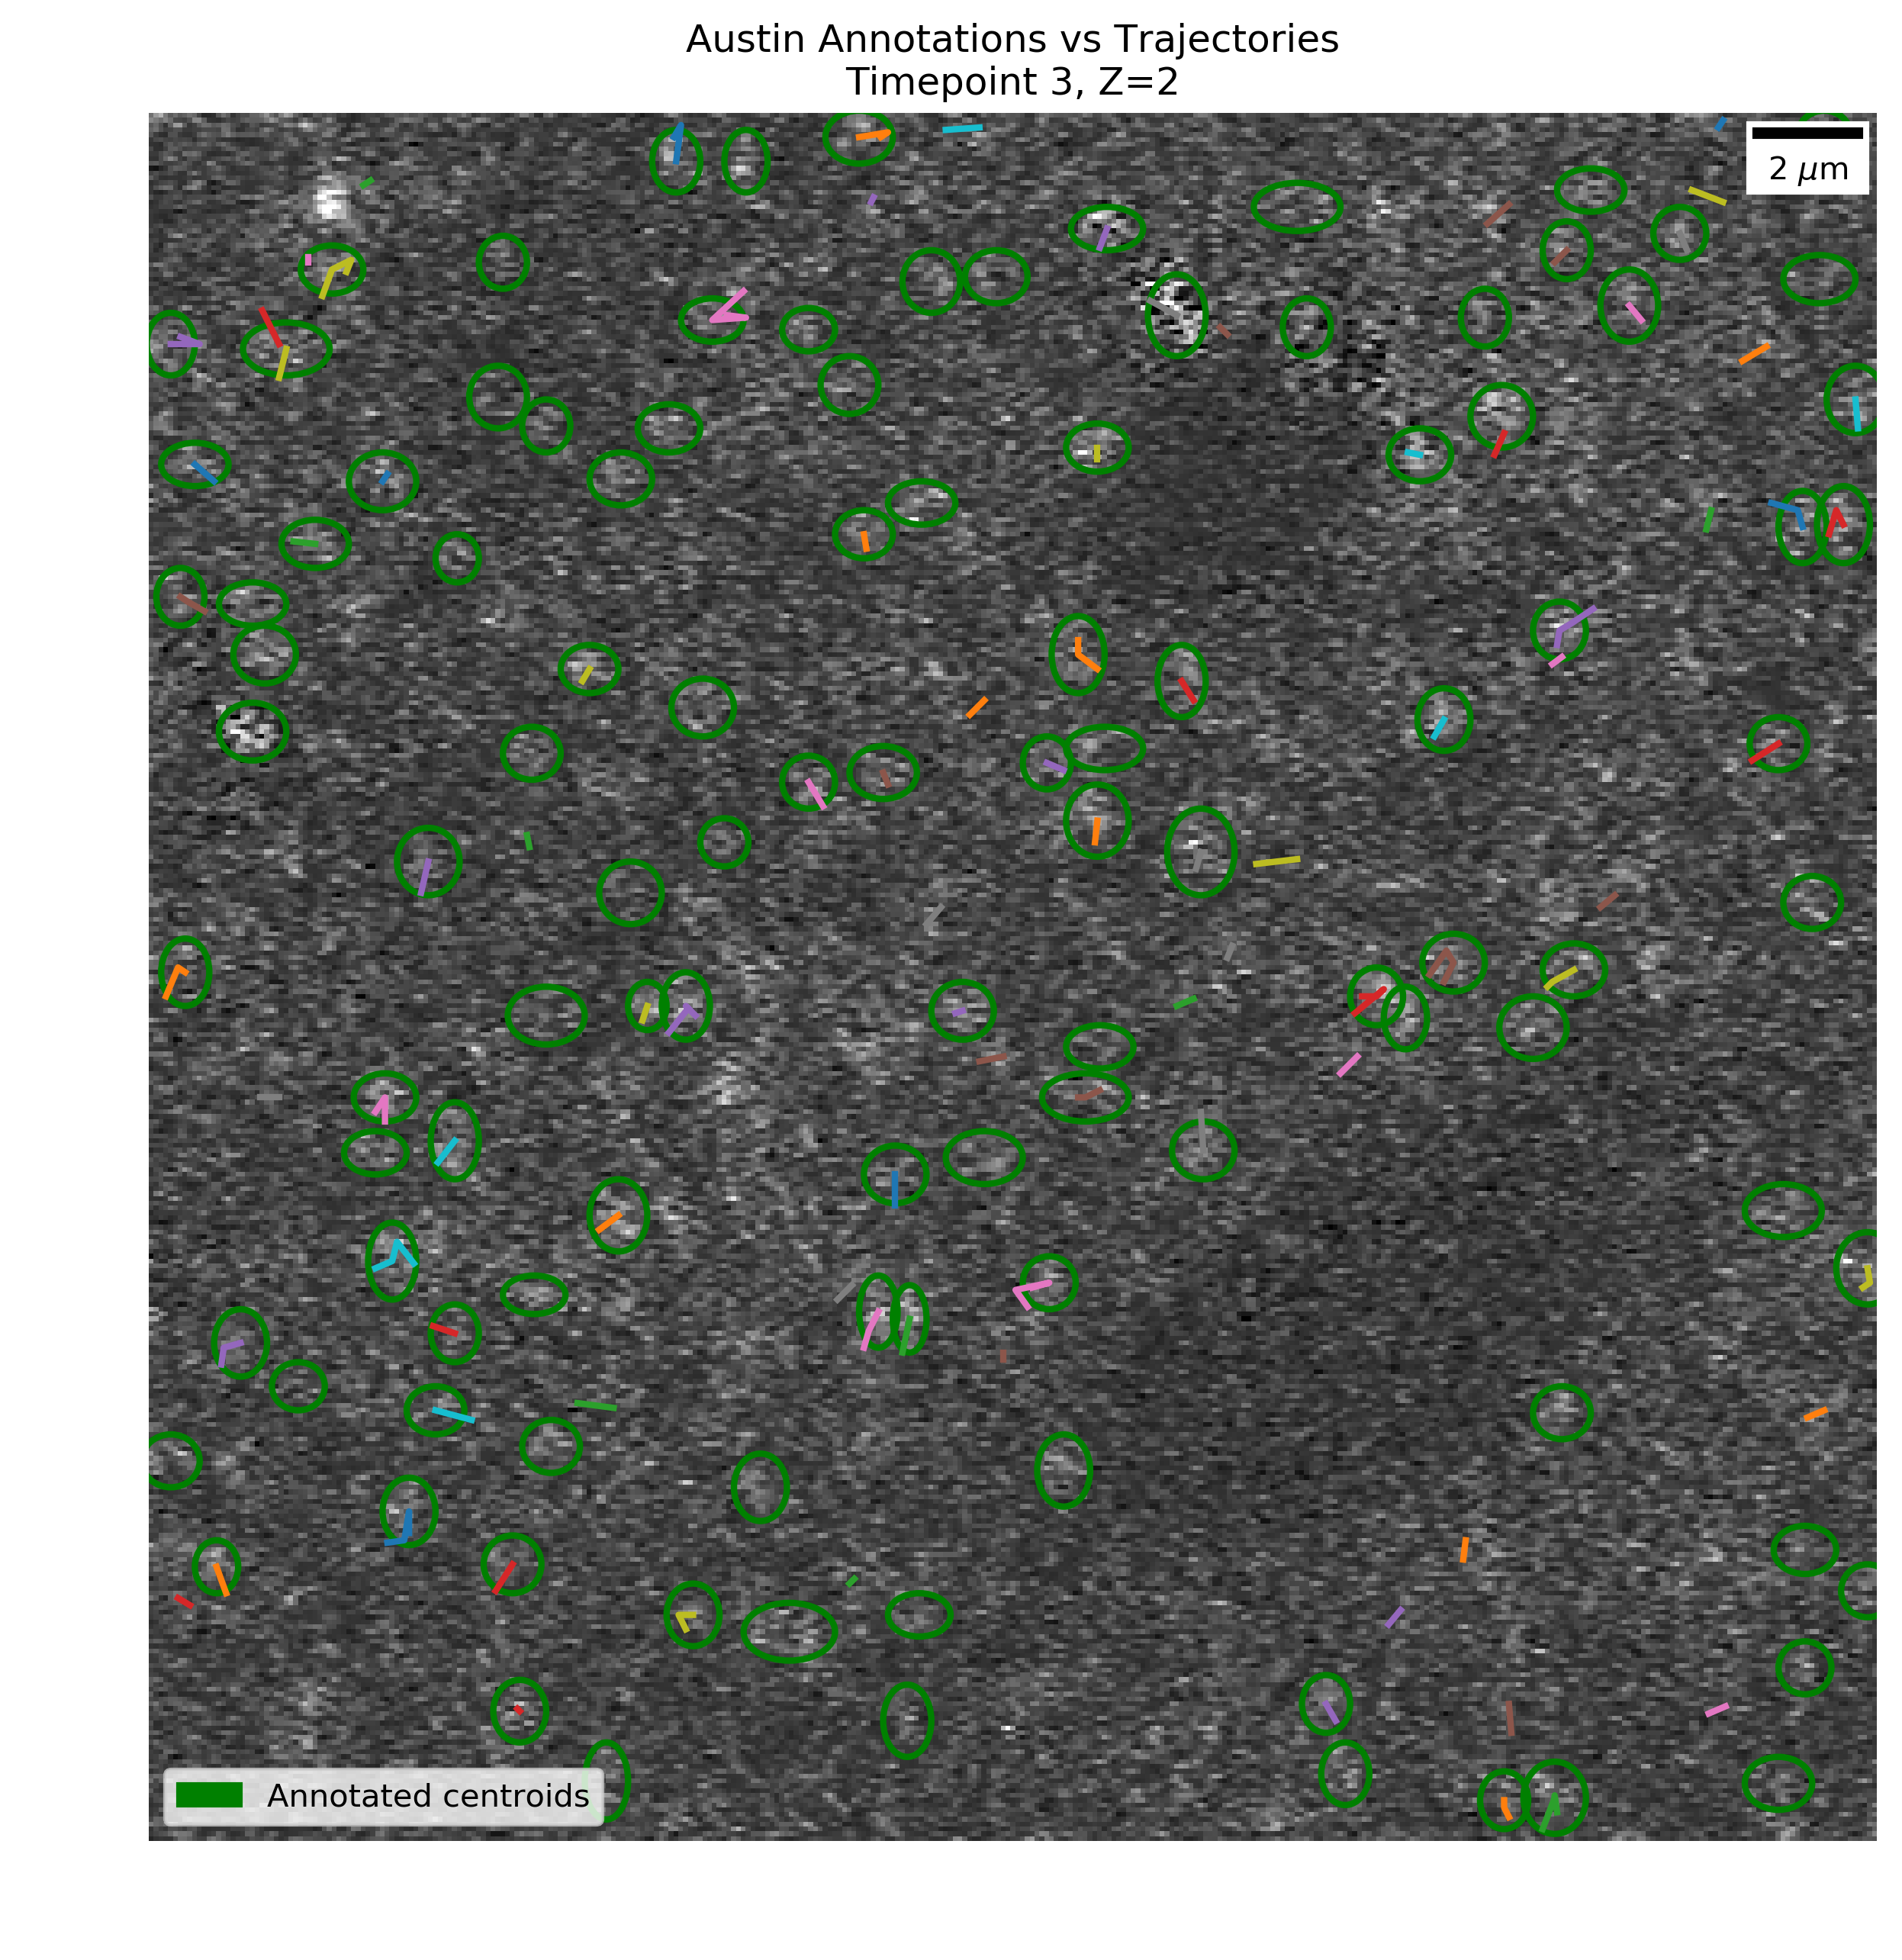 Austin Annotations vs Trajectories
Timepoint 3, Z=2
2 μm
Annotated centroids